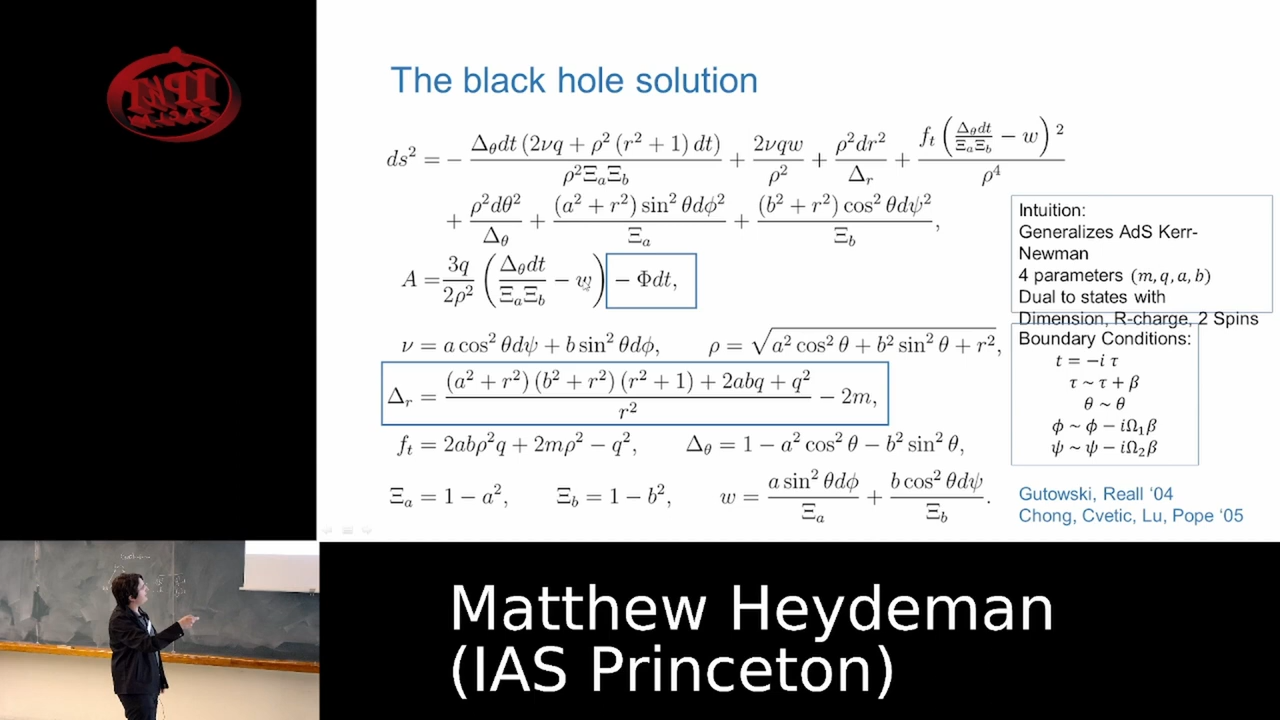 The black hole solution
ds² = − Δ_θdt (2νq + ρ² (r² + 1) dt) / ρ²Ξ_aΞ_b + 2νqw / ρ² + ρ²dr² / Δ_r + f_t (Δ_θdt / Ξ_aΞ_b − w)² / ρ⁴
+ ρ²dθ² / Δ_θ + (a² + r²) sin² θdϕ² / Ξ_a + (b² + r²) cos² θdψ² / Ξ_b,
A = 3q / 2ρ² (Δ_θdt / Ξ_aΞ_b − w) − Φdt,
ν = a cos² θdψ + b sin² θdϕ, ρ = √(a² cos² θ + b² sin² θ + r²),
Δ_r = (a² + r²) (b² + r²) (r² + 1) + 2abq + q² / r² − 2m,
f_t = 2abρ²q + 2mρ² − q², Δ_θ = 1 − a² cos² θ − b² sin² θ,
Ξ_a = 1 − a², Ξ_b = 1 − b², w = a sin² θdϕ / Ξ_a + b cos² θdψ / Ξ_b.
Intuition:
Generalizes AdS Kerr-
Newman
4 parameters (m, q, a, b)
Dual to states with
Dimension, R-charge, 2 Spins
Boundary Conditions:
t = −i τ
τ ~ τ + β
θ ~ θ
ϕ ~ ϕ − iΩ₁β
ψ ~ ψ − iΩ₂β
Gutowski, Reall ‘04
Chong, Cvetic, Lu, Pope ‘05
Matthew Heydeman
(IAS Princeton)